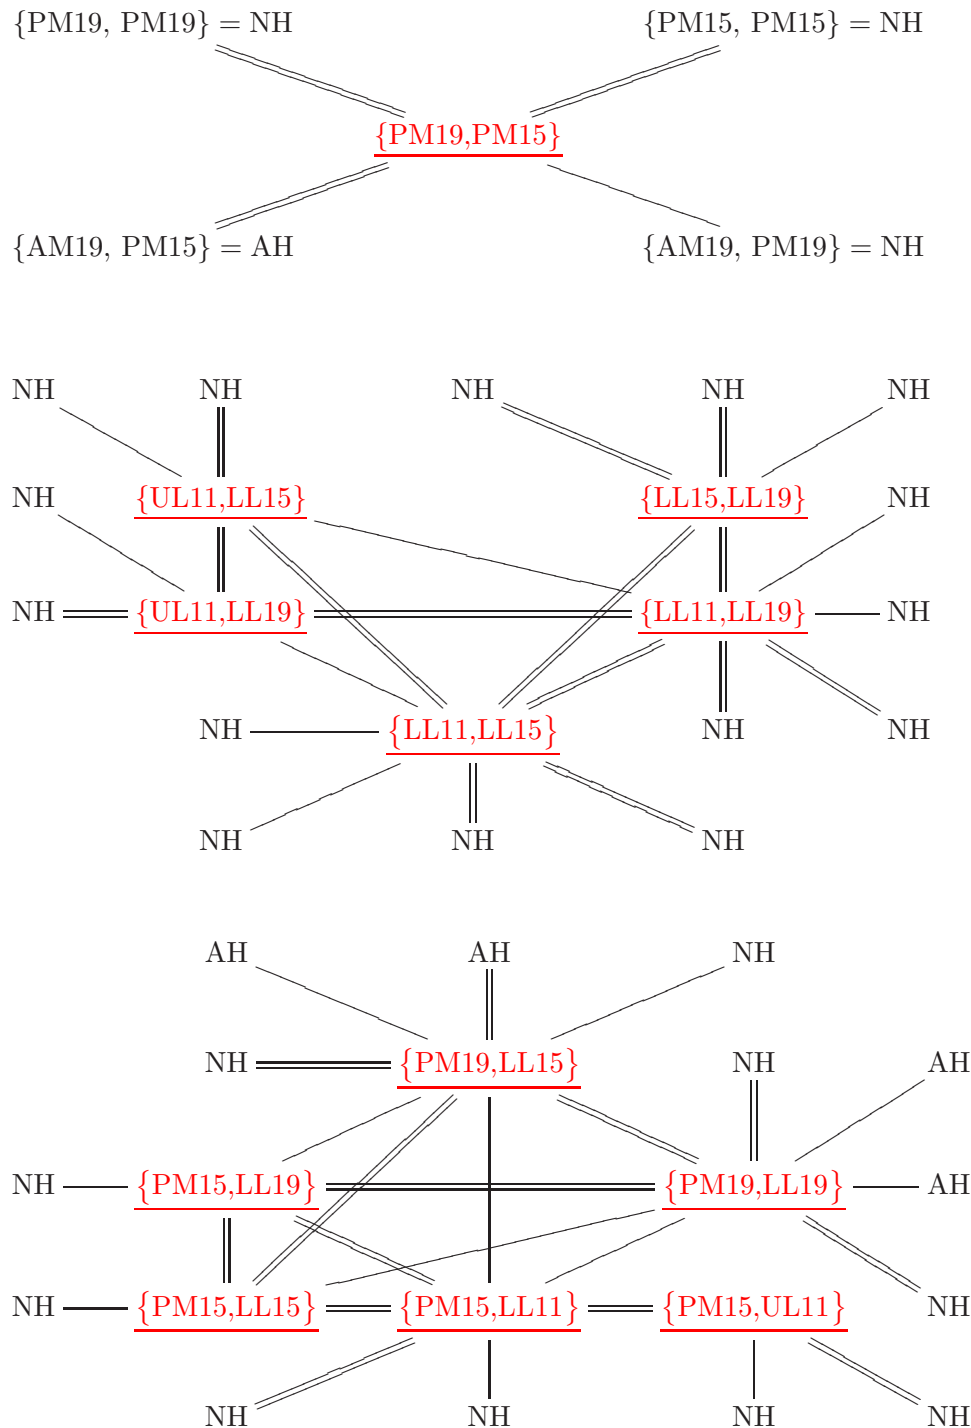 {PM19, PM19} = NH {PM15, PM15} = NH
{PM19,PM15}
{AM19, PM15} = AH {AM19, PM19} = NH
NH NH NH NH NH
NH {UL11,LL15} {LL15,LL19} NH
NH {UL11,LL19} {LL11,LL19} NH
NH {LL11,LL15} NH NH
NH NH NH
AH AH NH
NH {PM19,LL15} NH AH
NH {PM15,LL19} {PM19,LL19} AH
NH {PM15,LL15} {PM15,LL11} {PM15,UL11} NH
NH NH NH NH